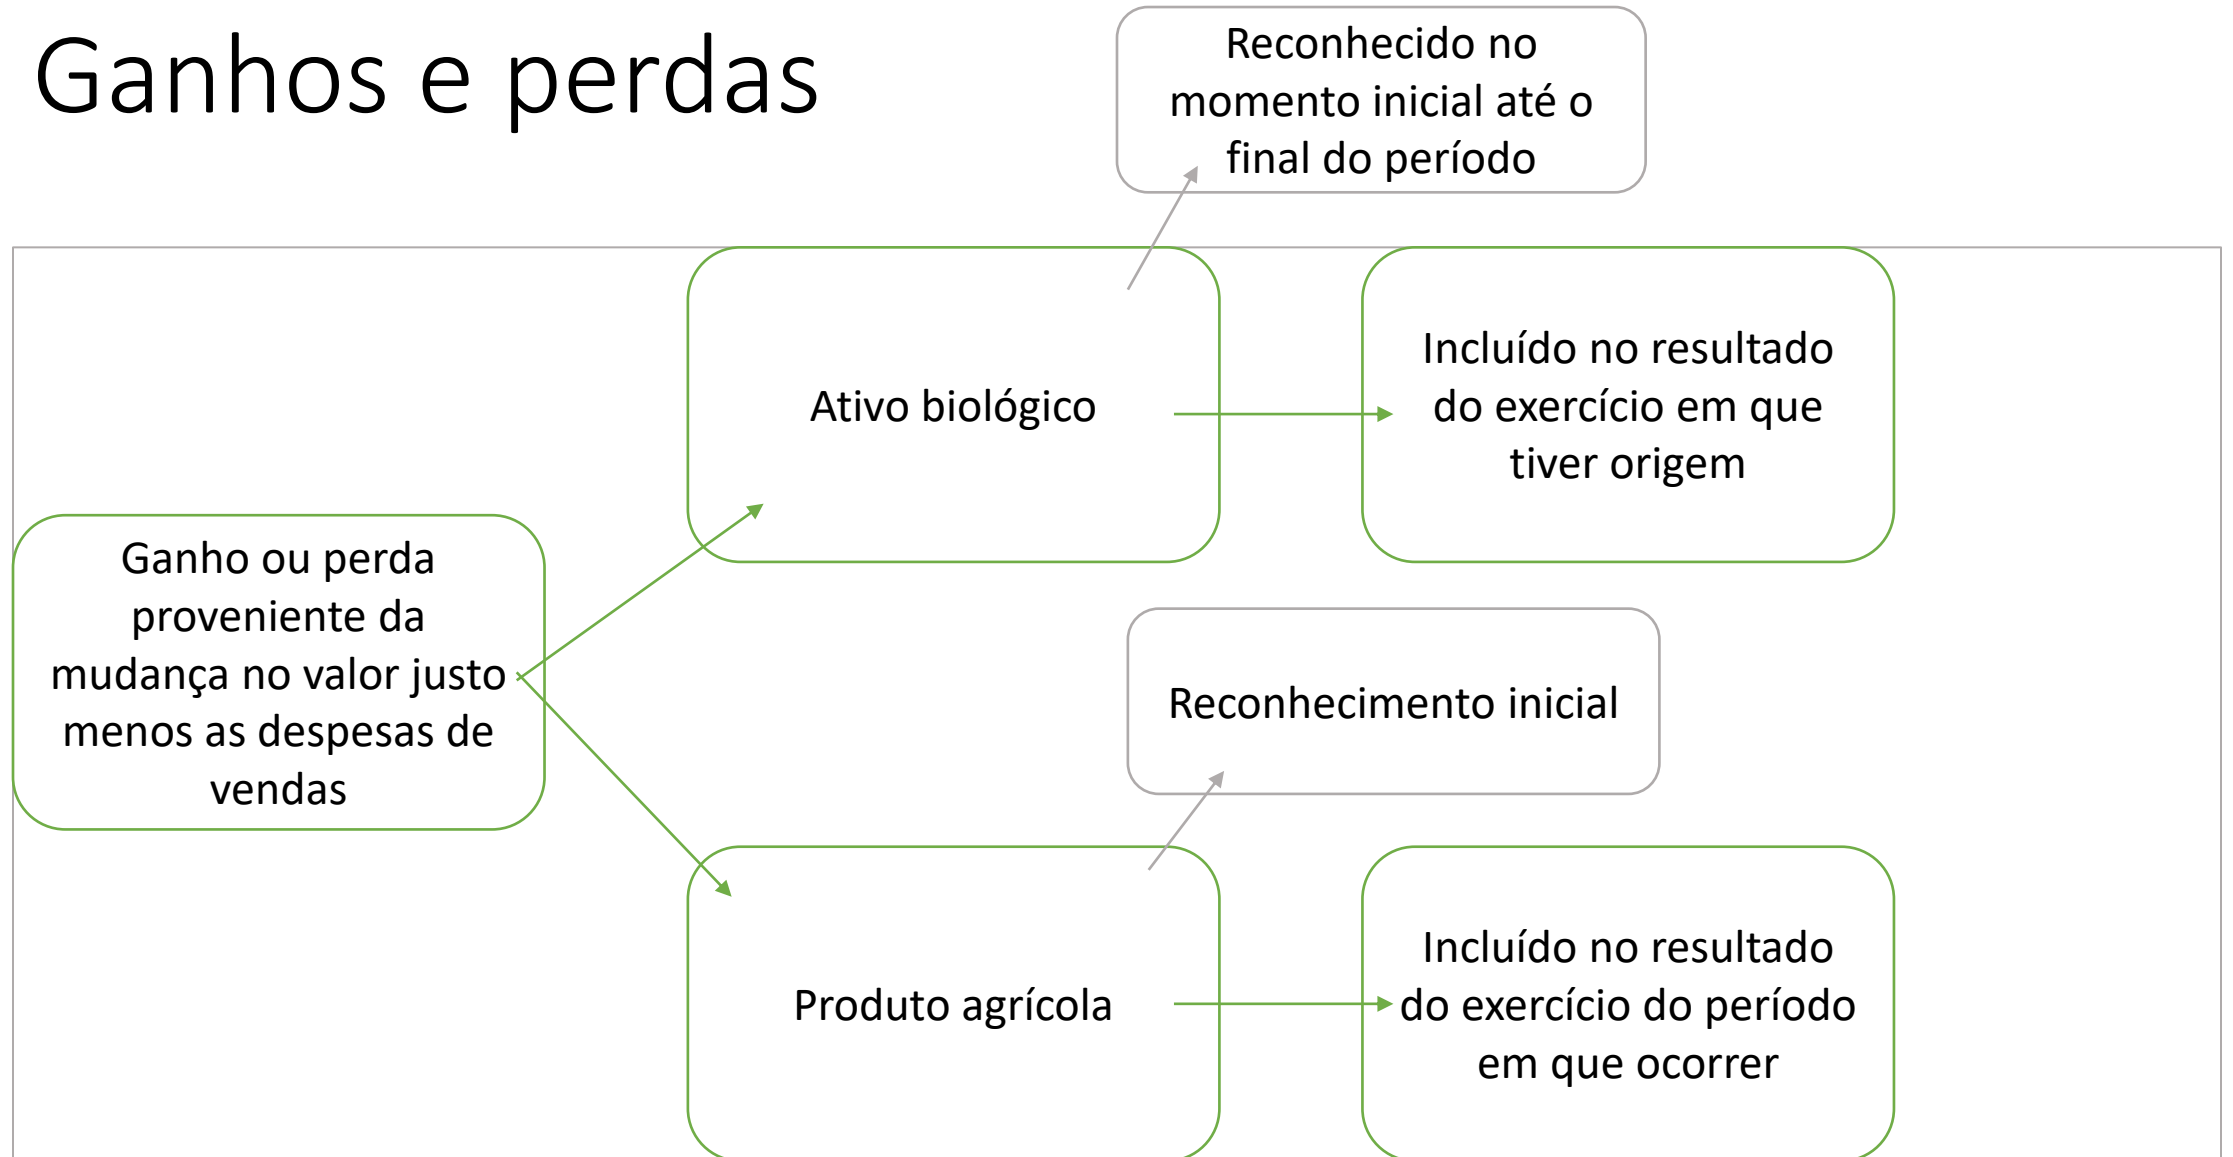 Ganhos e perdas
Reconhecido no
momento inicial até o
final do período
Ativo biológico
Incluído no resultado
do exercício em que
tiver origem
Ganho ou perda
proveniente da
mudança no valor justo
menos as despesas de
vendas
Reconhecimento inicial
Produto agrícola
Incluído no resultado
do exercício do período
em que ocorrer